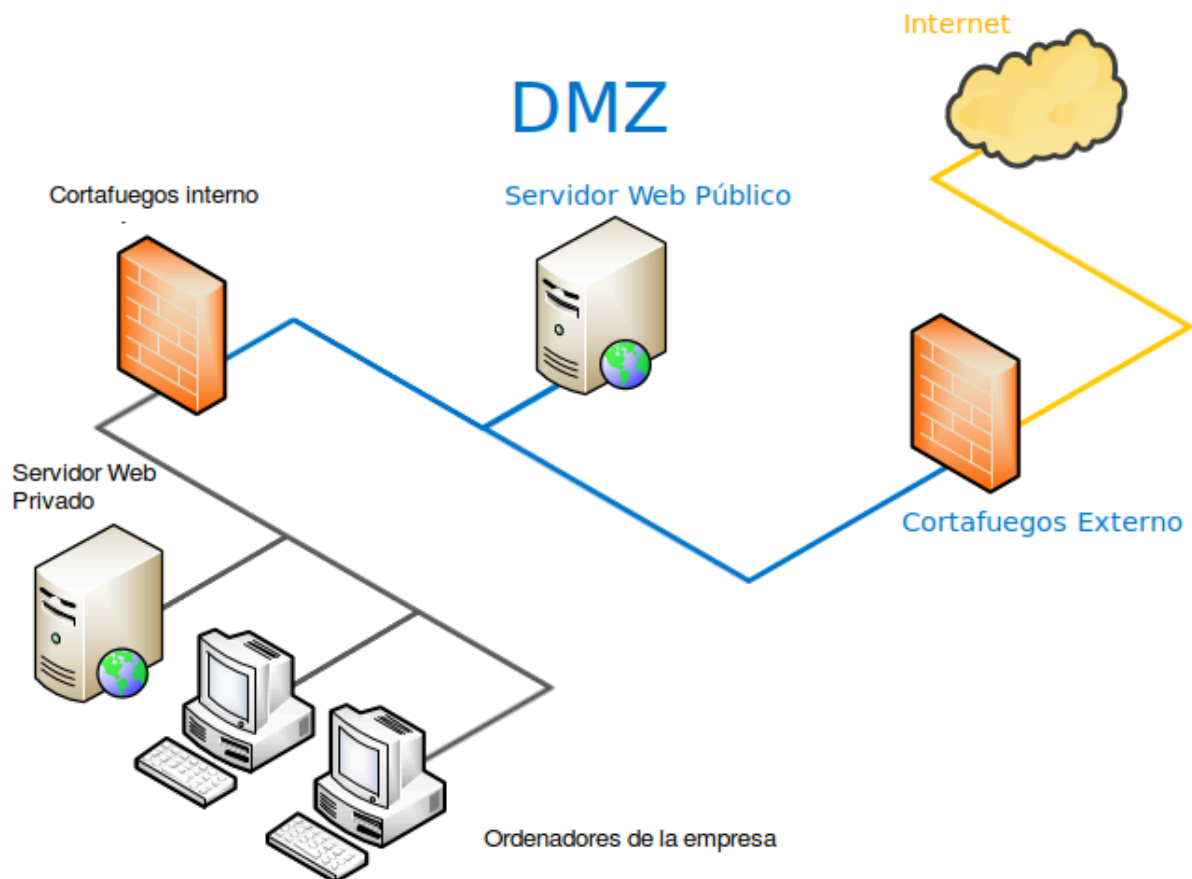 Internet
DMZ
Cortafuegos interno
Servidor Web Público
Servidor Web
Privado
Cortafuegos Externo
Ordenadores de la empresa